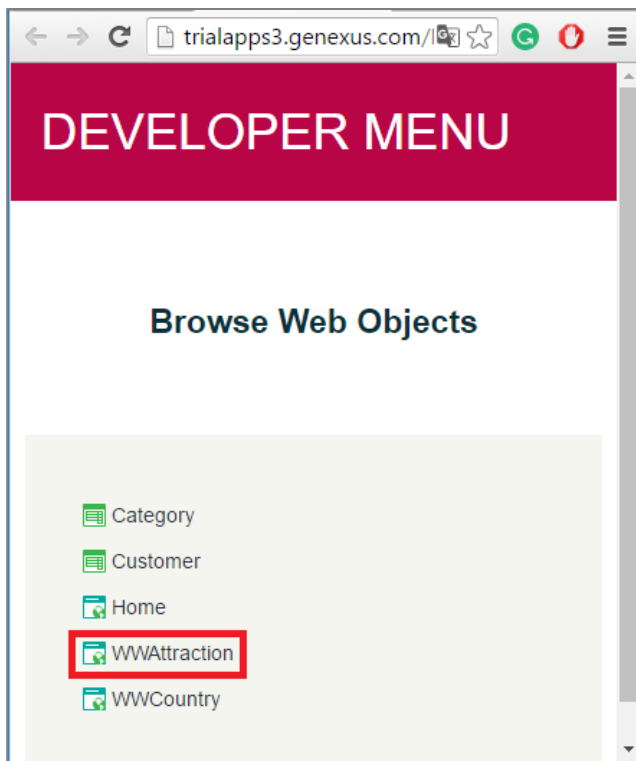 trialapps3.genexus.com/
DEVELOPER MENU
Browse Web Objects
Category
Customer
Home
WWAttraction
WWCountry